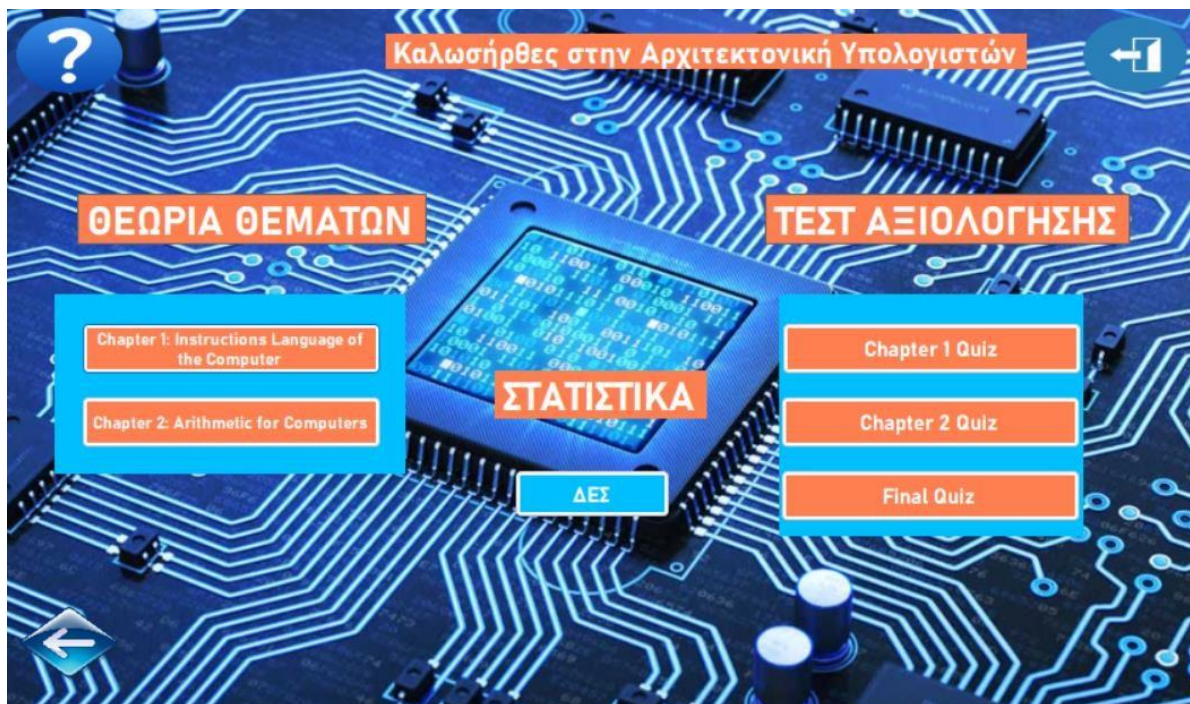 ?
Καλωσήρθες στην Αρχιτεκτονική Υπολογιστών
ΘΕΩΡΙΑ ΘΕΜΑΤΩΝ
Chapter 1: Instructions Language of
the Computer
Chapter 2: Arithmetic for Computers
ΣΤΑΤΙΣΤΙΚΑ
ΔΕΣ
ΤΕΣΤ ΑΞΙΟΛΟΓΗΣΗΣ
Chapter 1 Quiz
Chapter 2 Quiz
Final Quiz